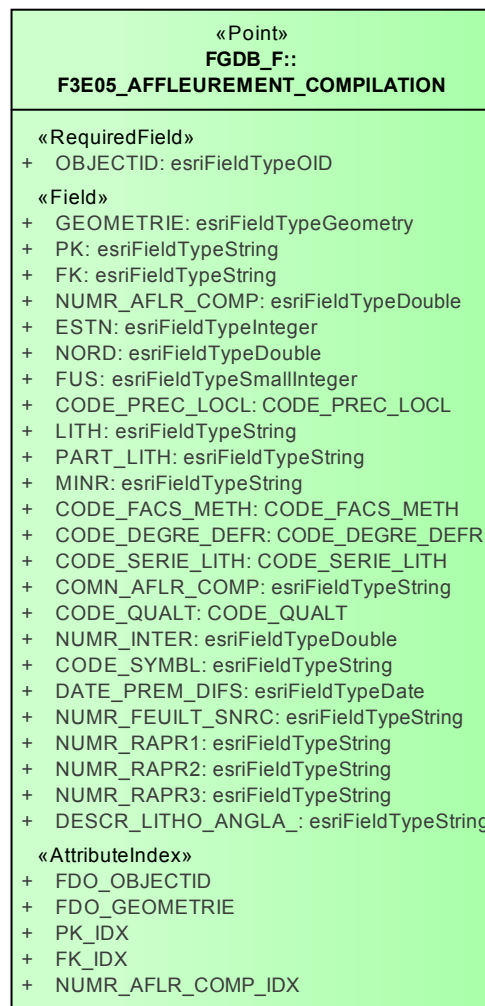 «Point»
FGDB_F::
F3E05_AFFLEUREMENT_COMPILATION
«RequiredField»
+ OBJECTID: esriFieldTypeOID
«Field»
+ GEOMETRIE: esriFieldTypeGeometry
+ PK: esriFieldTypeString
+ FK: esriFieldTypeString
+ NUMR_AFLR_COMP: esriFieldTypeDouble
+ ESTN: esriFieldTypeInteger
+ NORD: esriFieldTypeDouble
+ FUS: esriFieldTypeSmallInteger
+ CODE_PREC_LOCL: CODE_PREC_LOCL
+ LITH: esriFieldTypeString
+ PART_LITH: esriFieldTypeString
+ MINR: esriFieldTypeString
+ CODE_FACS_METH: CODE_FACS_METH
+ CODE_DEGRE_DEFR: CODE_DEGRE_DEFR
+ CODE_SERIE_LITH: CODE_SERIE_LITH
+ COMN_AFLR_COMP: esriFieldTypeString
+ CODE_QUALT: CODE_QUALT
+ NUMR_INTER: esriFieldTypeDouble
+ CODE_SYMBL: esriFieldTypeString
+ DATE_PREM_DIFS: esriFieldTypeDate
+ NUMR_FEUILT_SNRC: esriFieldTypeString
+ NUMR_RAPR1: esriFieldTypeString
+ NUMR_RAPR2: esriFieldTypeString
+ NUMR_RAPR3: esriFieldTypeString
+ DESCR_LITHO_ANGLA_: esriFieldTypeString
«AttributeIndex»
+ FDO_OBJECTID
+ FDO_GEOMETRIE
+ PK_IDX
+ FK_IDX
+ NUMR_AFLR_COMP_IDX